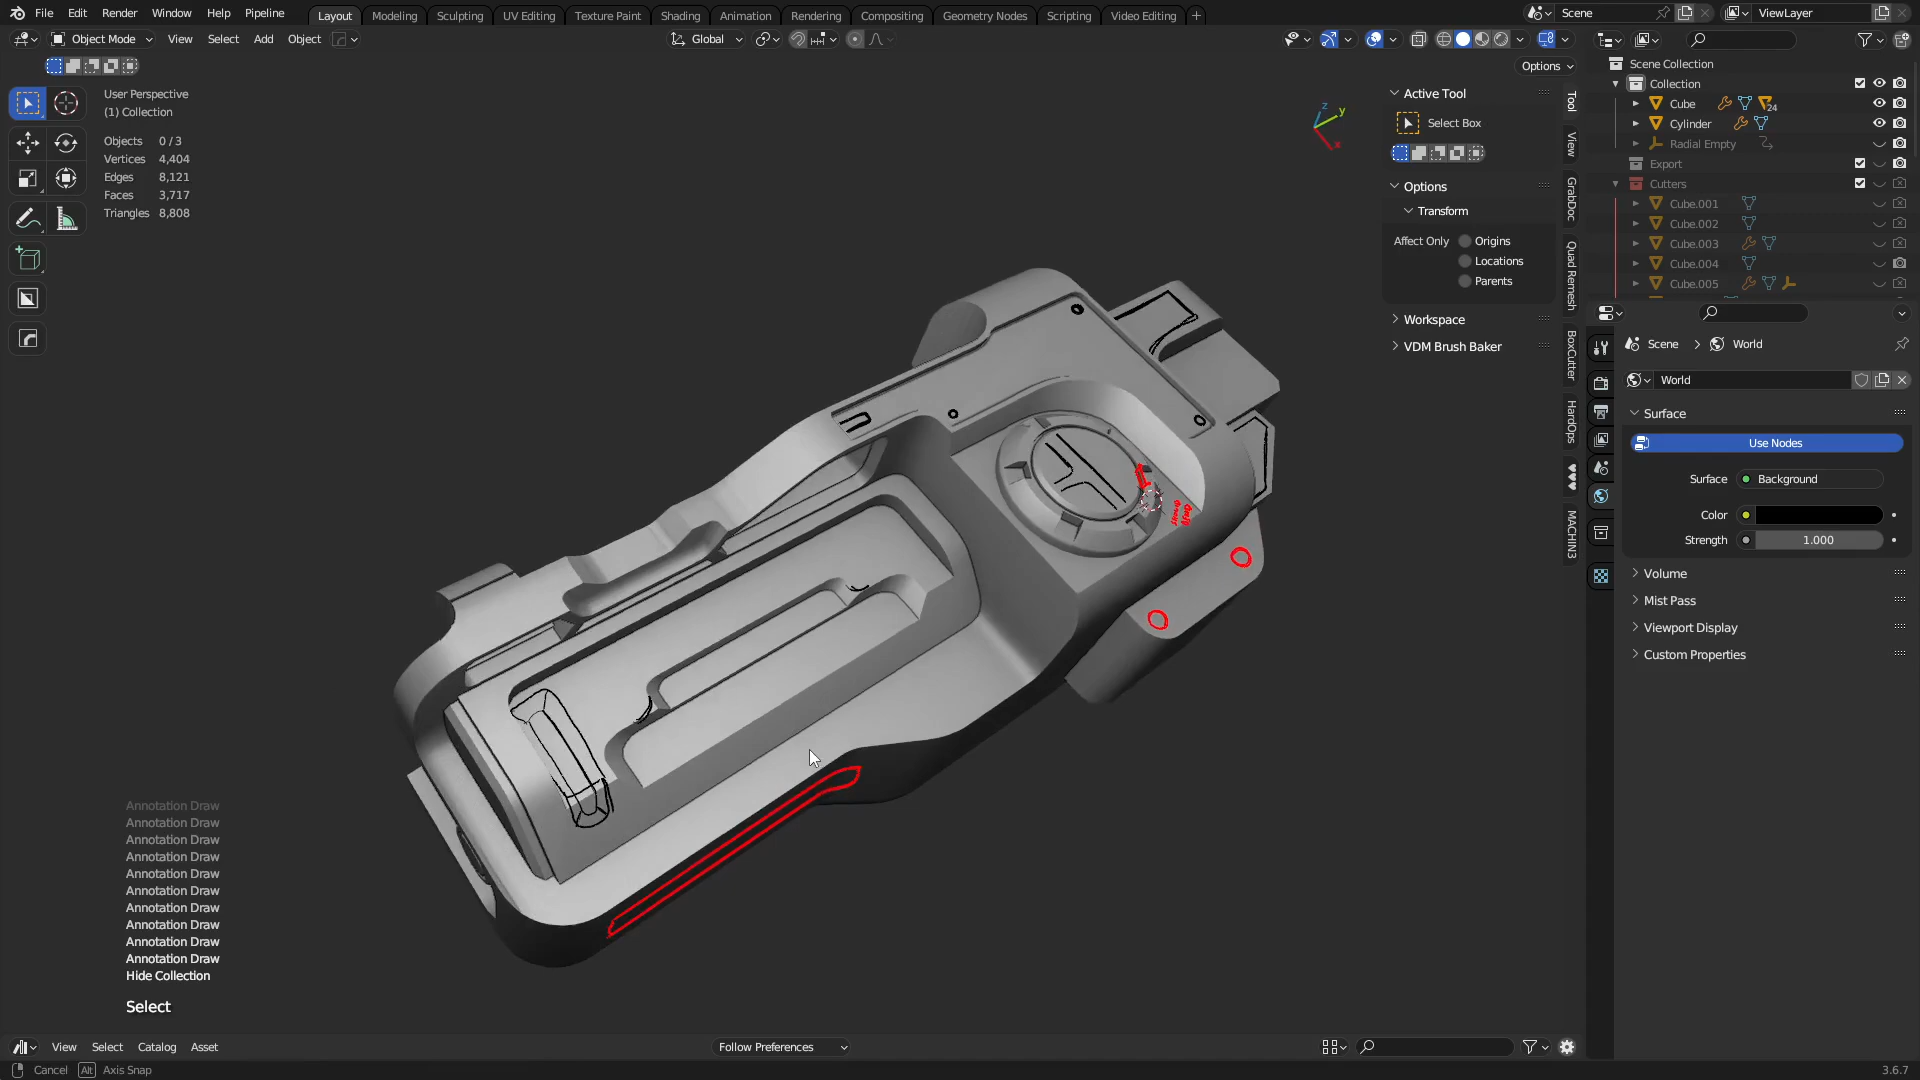 File Edit Render Window Help Pipeline Layout Modeling Sculpting UV Editing Texture Paint Shading Animation Rendering Compositing Geometry Nodes Scripting Video Editing + Scene ViewLayer
Object Mode View Select Add Object Global
Options
User Perspective
(1) Collection
Objects 0 / 3
Vertices 4,404
Edges 8,121
Faces 3,717
Triangles 8,808
Z
Y
X
Active Tool
Select Box
Options
Transform
Affect Only Origins
Locations
Parents
Workspace
VDM Brush Baker
Tool
View
GrabDoc
Quad Remesh
BoxCutter
HardOps
♥♥♥
MACHIN3
Scene Collection
Collection
Cube 24
Cylinder
Radial Empty
Export
Cutters
Cube.001
Cube.002
Cube.003
Cube.004
Cube.005
Scene > World
World
Surface
Use Nodes
Surface Background
Color
Strength 1.000
Volume
Mist Pass
Viewport Display
Custom Properties
Annotation Draw
Annotation Draw
Annotation Draw
Annotation Draw
Annotation Draw
Annotation Draw
Annotation Draw
Annotation Draw
Annotation Draw
Annotation Draw
Hide Collection
Select
View Select Catalog Asset Follow Preferences
Cancel Alt Axis Snap 3.6.7